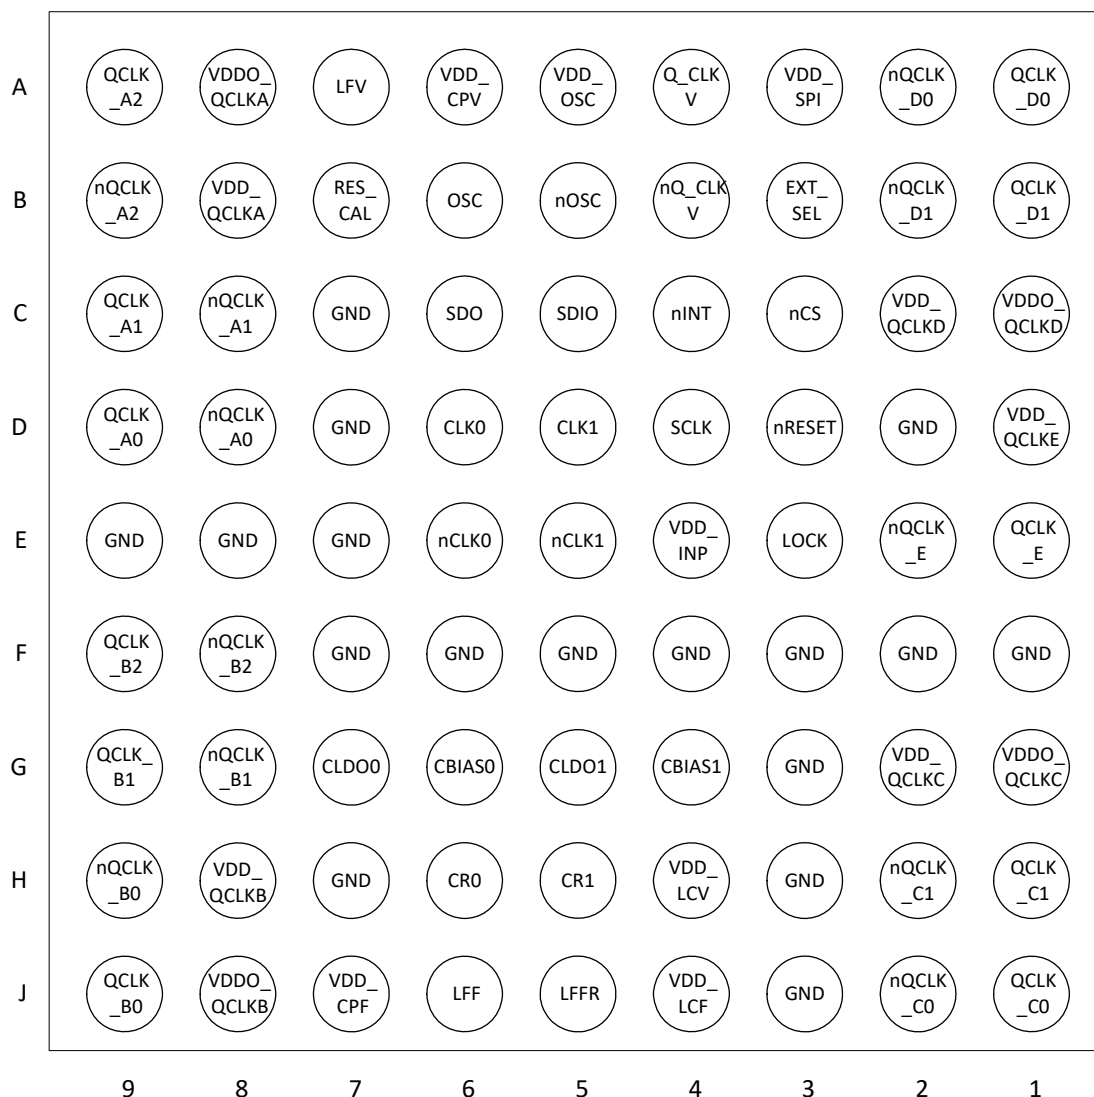 A
QCLK
_A2
VDDO_
QCLKA
LFV
VDD_
CPV
VDD_
OSC
Q_CLK
V
VDD_
SPI
nQCLK
_D0
QCLK
_D0
B
nQCLK
_A2
VDD_
QCLKA
RES_
CAL
OSC
nOSC
nQ_CLK
V
EXT_
SEL
nQCLK
_D1
QCLK
_D1
C
QCLK
_A1
nQCLK
_A1
GND
SDO
SDIO
nINT
nCS
VDD_
QCLKD
VDDO_
QCLKD
D
QCLK
_A0
nQCLK
_A0
GND
CLK0
CLK1
SCLK
nRESET
GND
VDD_
QCLKE
E
GND
GND
GND
nCLK0
nCLK1
VDD_
INP
LOCK
nQCLK
_E
QCLK
_E
F
QCLK
_B2
nQCLK
_B2
GND
GND
GND
GND
GND
GND
GND
G
QCLK_
B1
nQCLK
_B1
CLDO0
CBIAS0
CLDO1
CBIAS1
GND
VDD_
QCLKC
VDDO_
QCLKC
H
nQCLK
_B0
VDD_
QCLKB
GND
CR0
CR1
VDD_
LCV
GND
nQCLK
_C1
QCLK
_C1
J
QCLK
_B0
VDDO_
QCLKB
VDD_
CPF
LFF
LFFR
VDD_
LCF
GND
nQCLK
_C0
QCLK
_C0
9 8 7 6 5 4 3 2 1